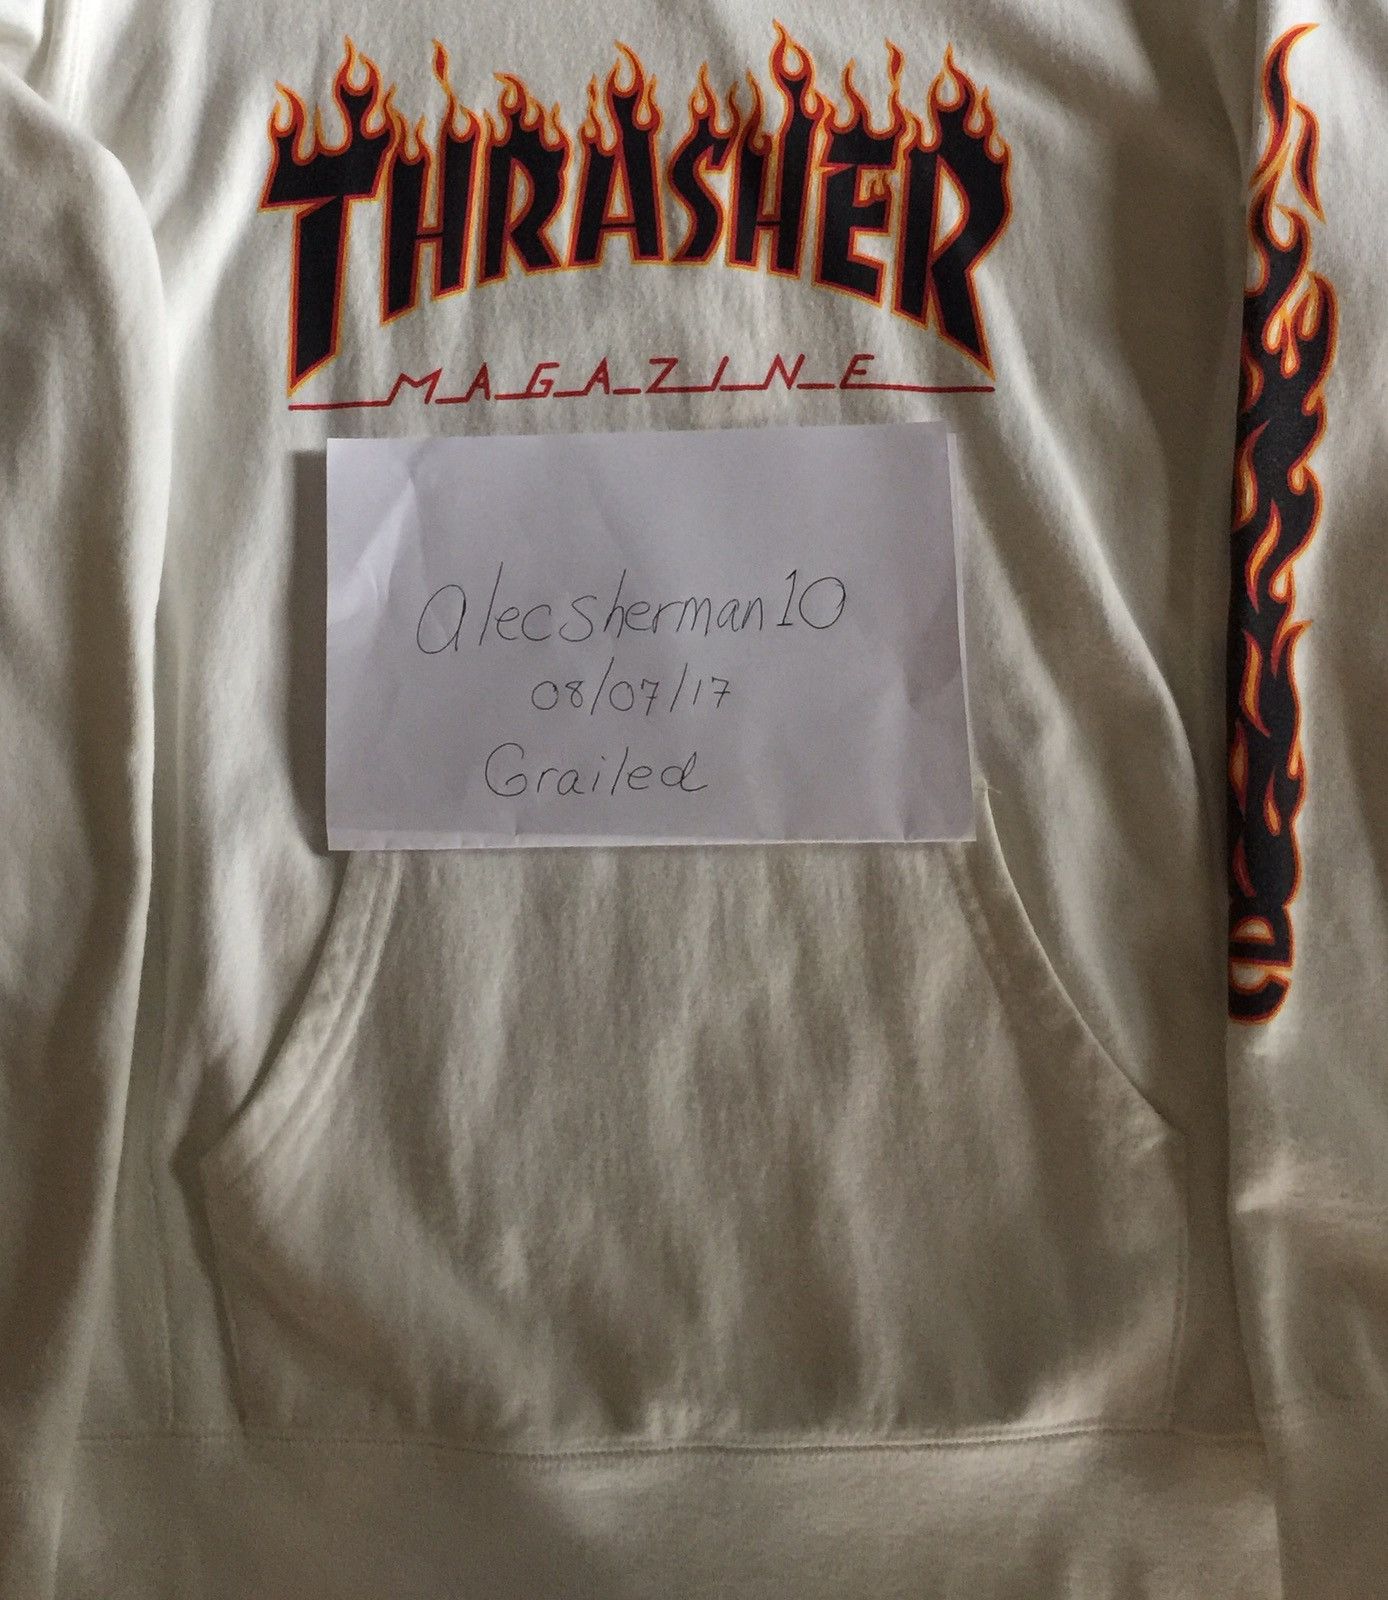 THRASHER
MAGAZINE
alecsherman10
08/07/17
Grailed